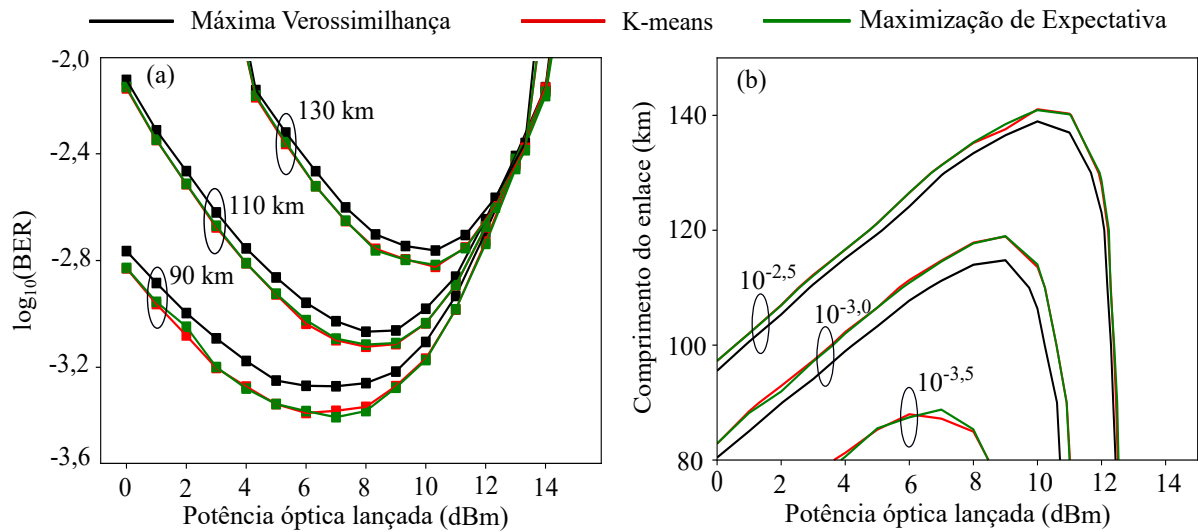 Máxima Verossimilhança
K-means
Maximização de Expectativa
(a)
log₁₀(BER)
-2,0
-2,4
-2,8
-3,2
-3,6
130 km
110 km
90 km
0 2 4 6 8 10 12 14
Potência óptica lançada (dBm)
(b)
Comprimento do enlace (km)
140
120
100
80
10⁻²,⁵
10⁻³,⁰
10⁻³,⁵
0 2 4 6 8 10 12 14
Potência óptica lançada (dBm)